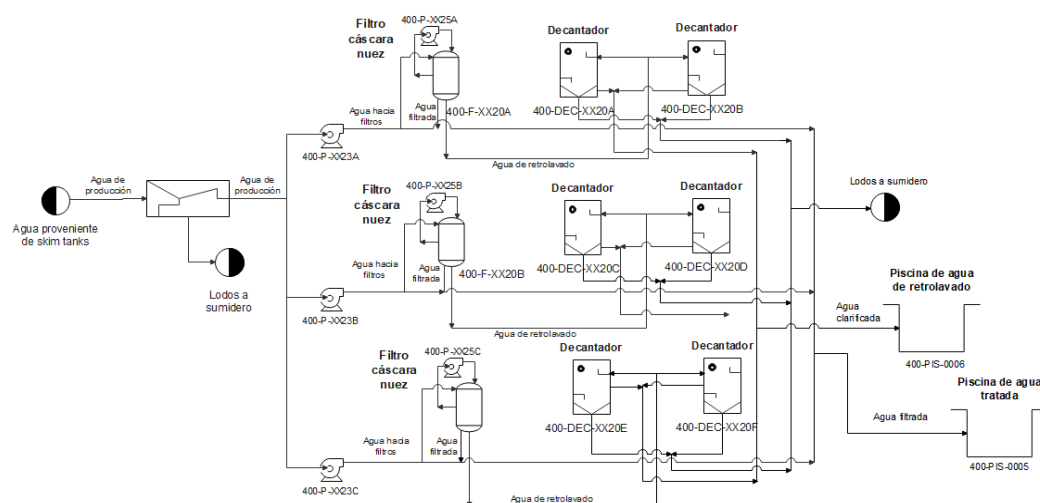 Filtro
cáscara
nuez
400-P-XX25A
Decantador
Decantador
400-F-XX20A
400-DEC-XX20A
400-DEC-XX20B
Agua hacia
filtros
Agua
filtrada
400-P-XX23A
Agua de retrolavado
Agua de
producción
Agua de
producción
Agua proveniente
de skim tanks
Lodos a
sumidero
Filtro
cáscara
nuez
400-P-XX25B
Decantador
Decantador
Lodos a sumidero
400-F-XX20B
400-DEC-XX20C
400-DEC-XX20D
Agua hacia
filtros
Agua
filtrada
400-P-XX23B
Agua de retrolavado
Piscina de agua
de retrolavado
Agua
clarificada
400-PIS-0006
Filtro
cáscara
nuez
400-P-XX25C
Decantador
Decantador
400-DEC-XX20E
400-DEC-XX20F
Agua hacia
filtros
Agua
filtrada
400-P-XX23C
Agua de retrolavado
Piscina de agua
tratada
Agua filtrada
400-PIS-0005